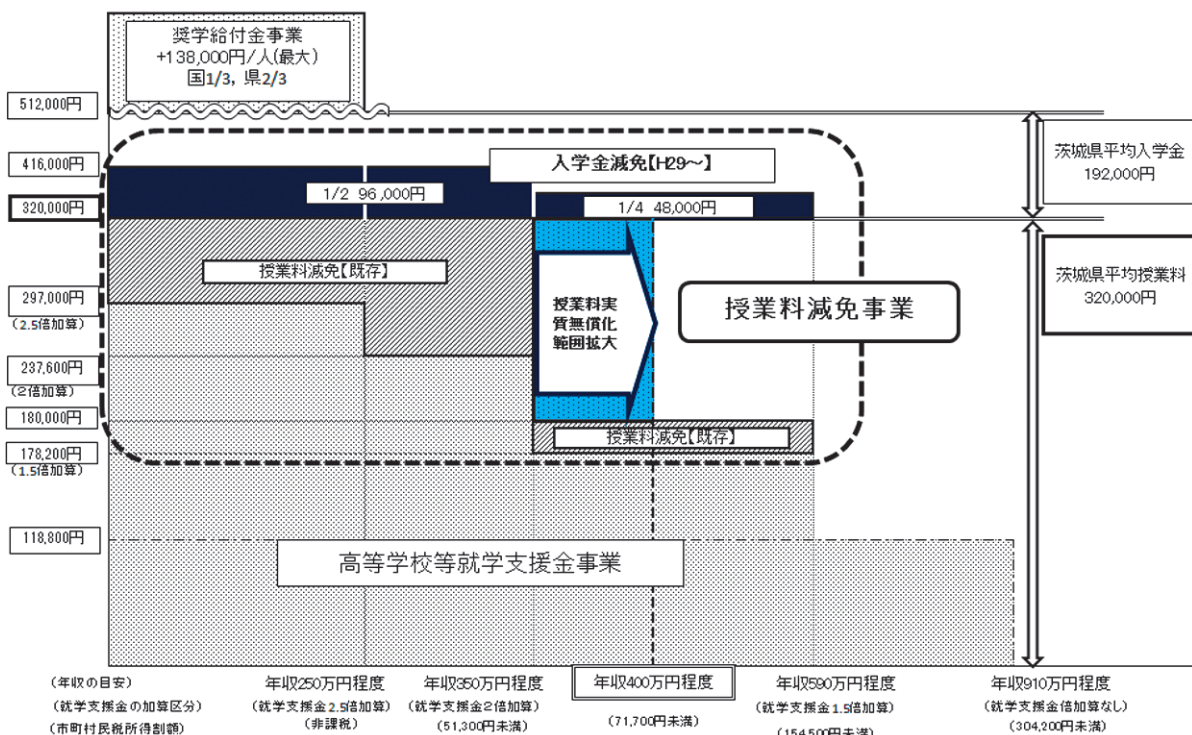 奨学給付金事業
+138,000円/人(最大)
国1/3, 県2/3
512,000円
416,000円
320,000円
297,000円
(2.5倍加算)
237,600円
(2倍加算)
180,000円
178,200円
(1.5倍加算)
118,800円
入学金減免【H29~】
1/2 96,000円
1/4 48,000円
授業料減免【既存】
授業料実
質無償化
範囲拡大
授業料減免事業
授業料減免【既存】
高等学校等就学支援金事業
茨城県平均入学金
192,000円
茨城県平均授業料
320,000円
(年収の目安)
(就学支援金の加算区分)
(市町村民税所得割額)
年収250万円程度
(就学支援金2.5倍加算)
(非課税)
年収350万円程度
(就学支援金2倍加算)
(51,300円未満)
年収400万円程度
(71,700円未満)
年収590万円程度
(就学支援金1.5倍加算)
(154,500円未満)
年収910万円程度
(就学支援金倍加算なし)
(304,200円未満)